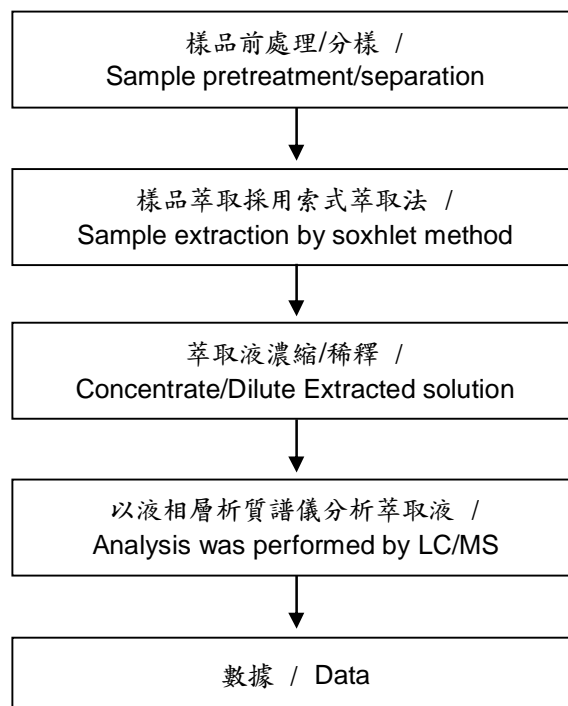 樣品前處理/分樣 /
Sample pretreatment/separation
樣品萃取採用索式萃取法 /
Sample extraction by soxhlet method
萃取液濃縮/稀釋 /
Concentrate/Dilute Extracted solution
以液相層析質譜儀分析萃取液 /
Analysis was performed by LC/MS
數據 / Data